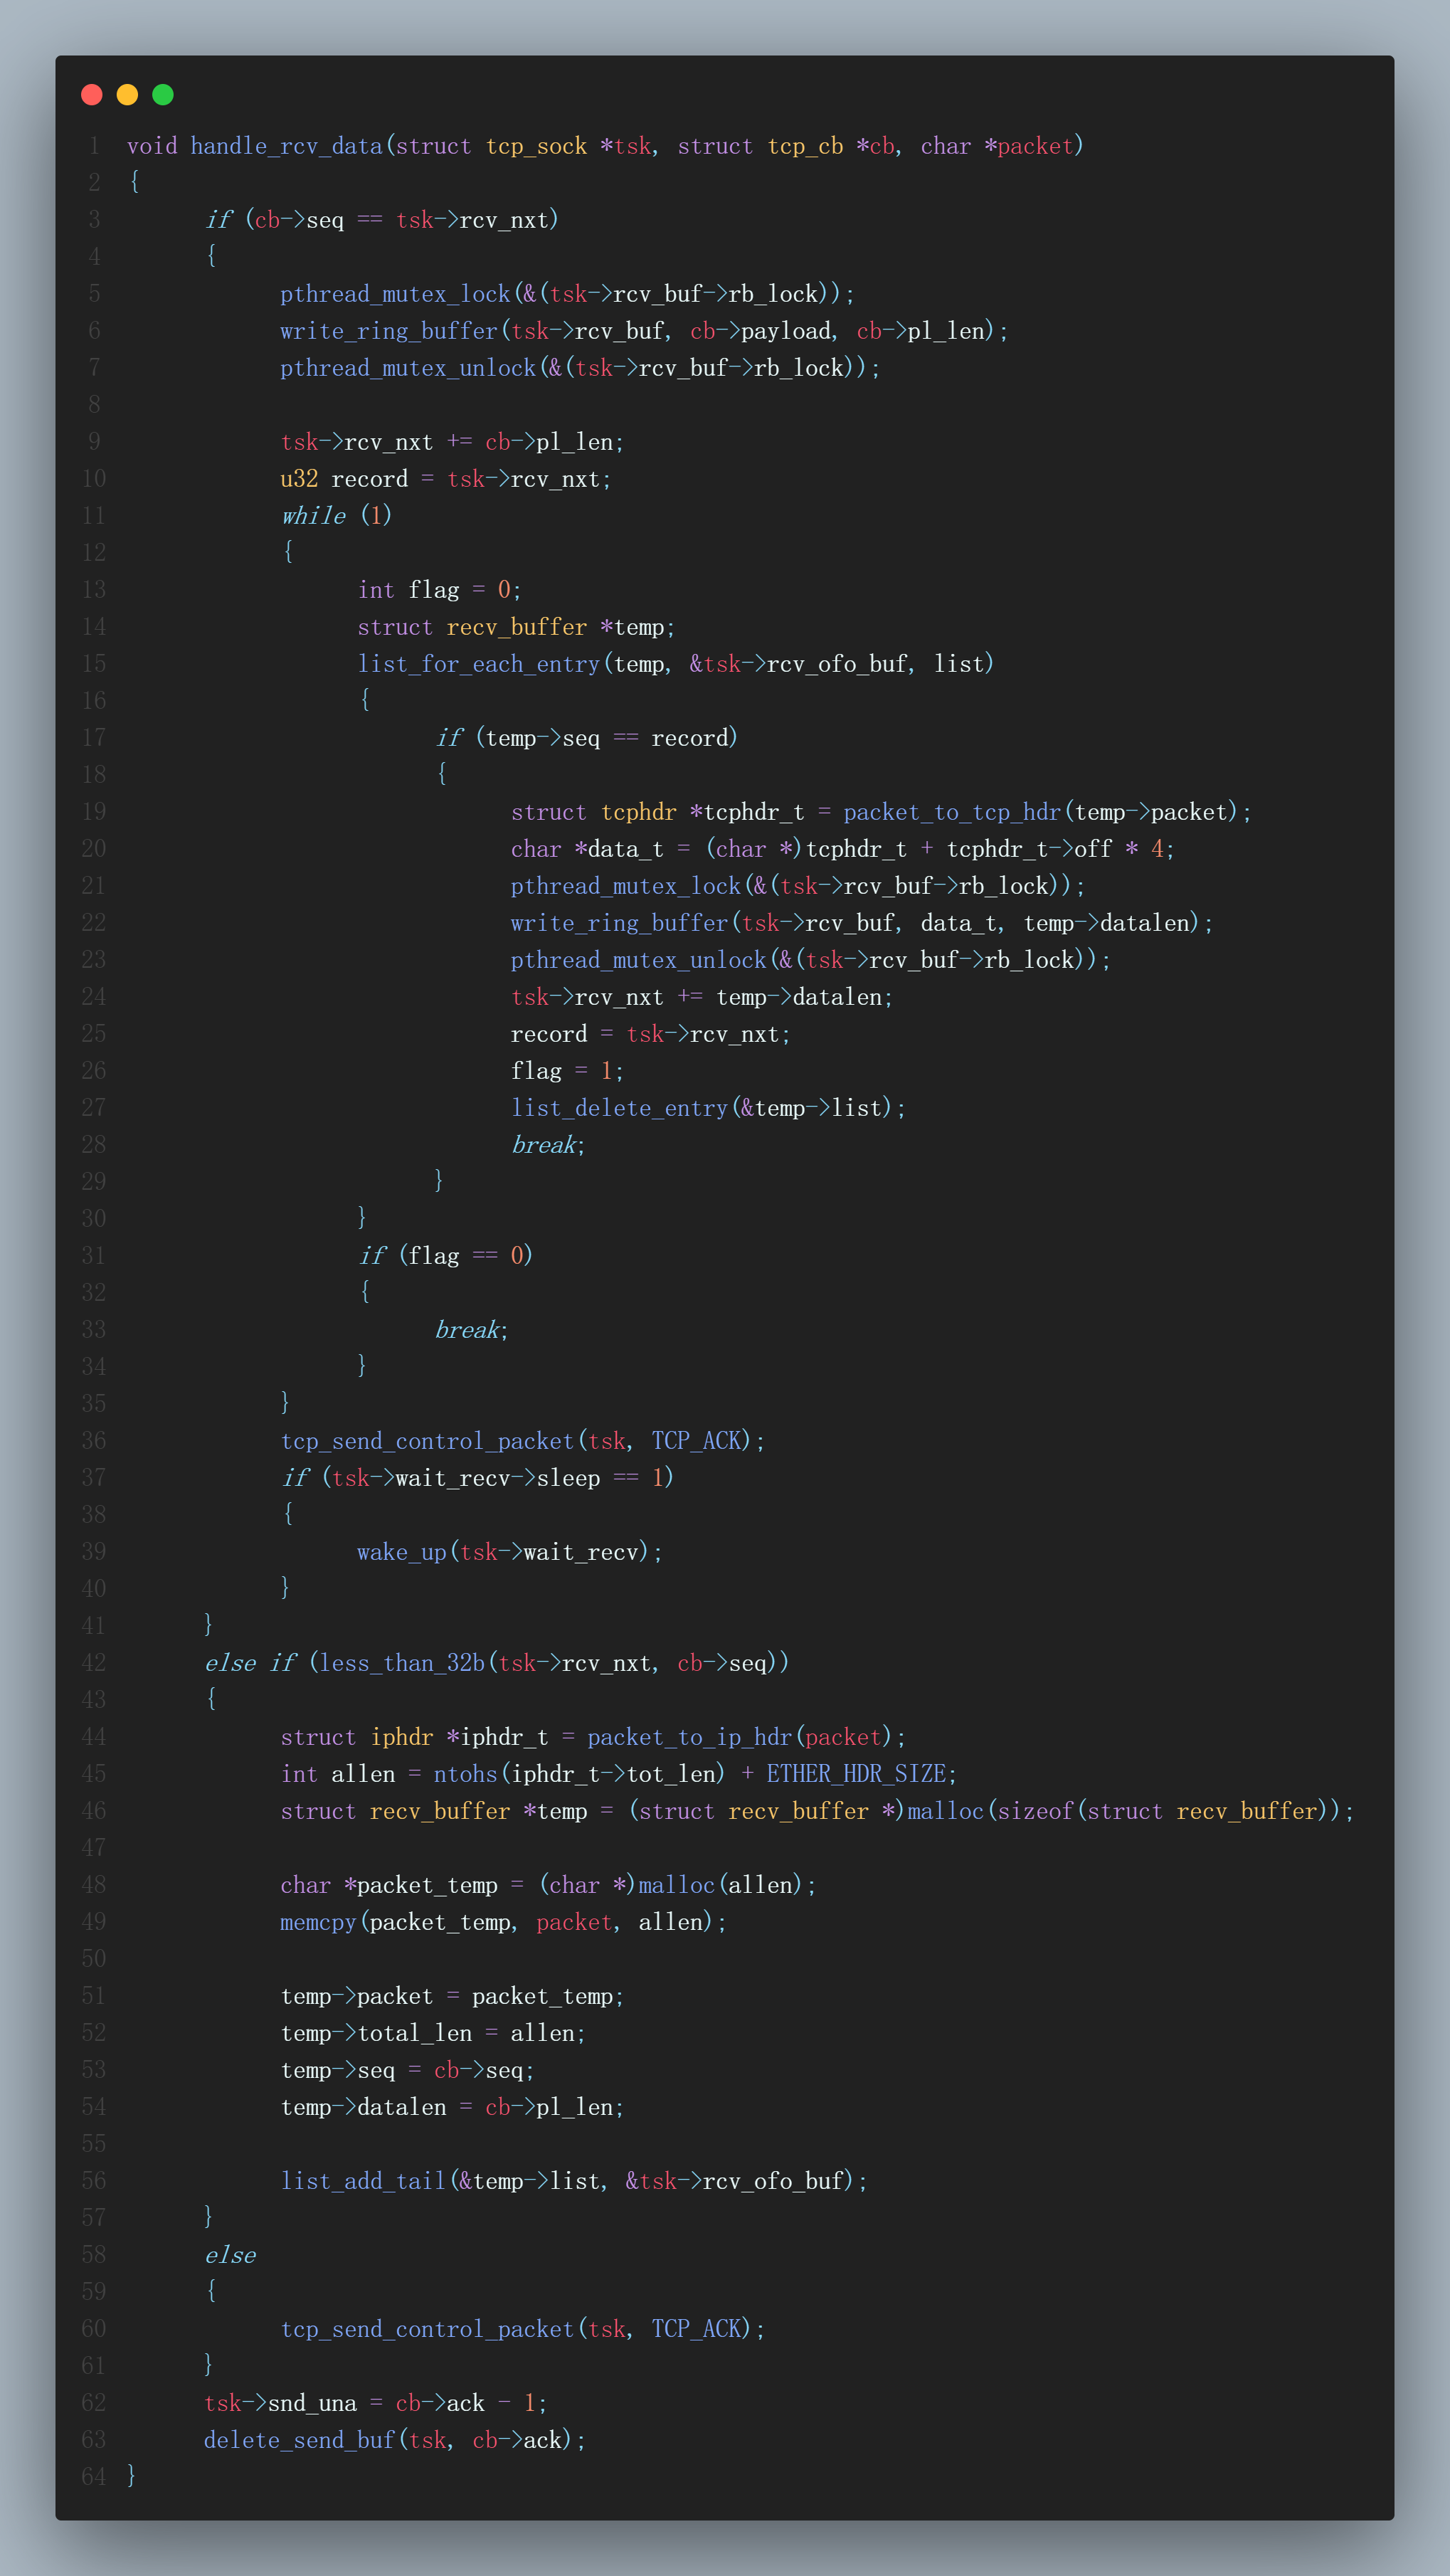 1 void handle_rcv_data(struct tcp_sock *tsk, struct tcp_cb *cb, char *packet)
2 {
3       if (cb->seq == tsk->rcv_nxt)
4       {
5             pthread_mutex_lock(&(tsk->rcv_buf->rb_lock));
6             write_ring_buffer(tsk->rcv_buf, cb->payload, cb->pl_len);
7             pthread_mutex_unlock(&(tsk->rcv_buf->rb_lock));
8
9             tsk->rcv_nxt += cb->pl_len;
10             u32 record = tsk->rcv_nxt;
11             while (1)
12             {
13                   int flag = 0;
14                   struct recv_buffer *temp;
15                   list_for_each_entry(temp, &tsk->rcv_ofo_buf, list)
16                   {
17                         if (temp->seq == record)
18                         {
19                               struct tcphdr *tcphdr_t = packet_to_tcp_hdr(temp->packet);
20                               char *data_t = (char *)tcphdr_t + tcphdr_t->off * 4;
21                               pthread_mutex_lock(&(tsk->rcv_buf->rb_lock));
22                               write_ring_buffer(tsk->rcv_buf, data_t, temp->datalen);
23                               pthread_mutex_unlock(&(tsk->rcv_buf->rb_lock));
24                               tsk->rcv_nxt += temp->datalen;
25                               record = tsk->rcv_nxt;
26                               flag = 1;
27                               list_delete_entry(&temp->list);
28                               break;
29                         }
30                   }
31                   if (flag == 0)
32                   {
33                         break;
34                   }
35             }
36             tcp_send_control_packet(tsk, TCP_ACK);
37             if (tsk->wait_recv->sleep == 1)
38             {
39                   wake_up(tsk->wait_recv);
40             }
41       }
42       else if (less_than_32b(tsk->rcv_nxt, cb->seq))
43       {
44             struct iphdr *iphdr_t = packet_to_ip_hdr(packet);
45             int allen = ntohs(iphdr_t->tot_len) + ETHER_HDR_SIZE;
46             struct recv_buffer *temp = (struct recv_buffer *)malloc(sizeof(struct recv_buffer));
47
48             char *packet_temp = (char *)malloc(allen);
49             memcpy(packet_temp, packet, allen);
50
51             temp->packet = packet_temp;
52             temp->total_len = allen;
53             temp->seq = cb->seq;
54             temp->datalen = cb->pl_len;
55
56             list_add_tail(&temp->list, &tsk->rcv_ofo_buf);
57       }
58       else
59       {
60             tcp_send_control_packet(tsk, TCP_ACK);
61       }
62       tsk->snd_una = cb->ack - 1;
63       delete_send_buf(tsk, cb->ack);
64 }